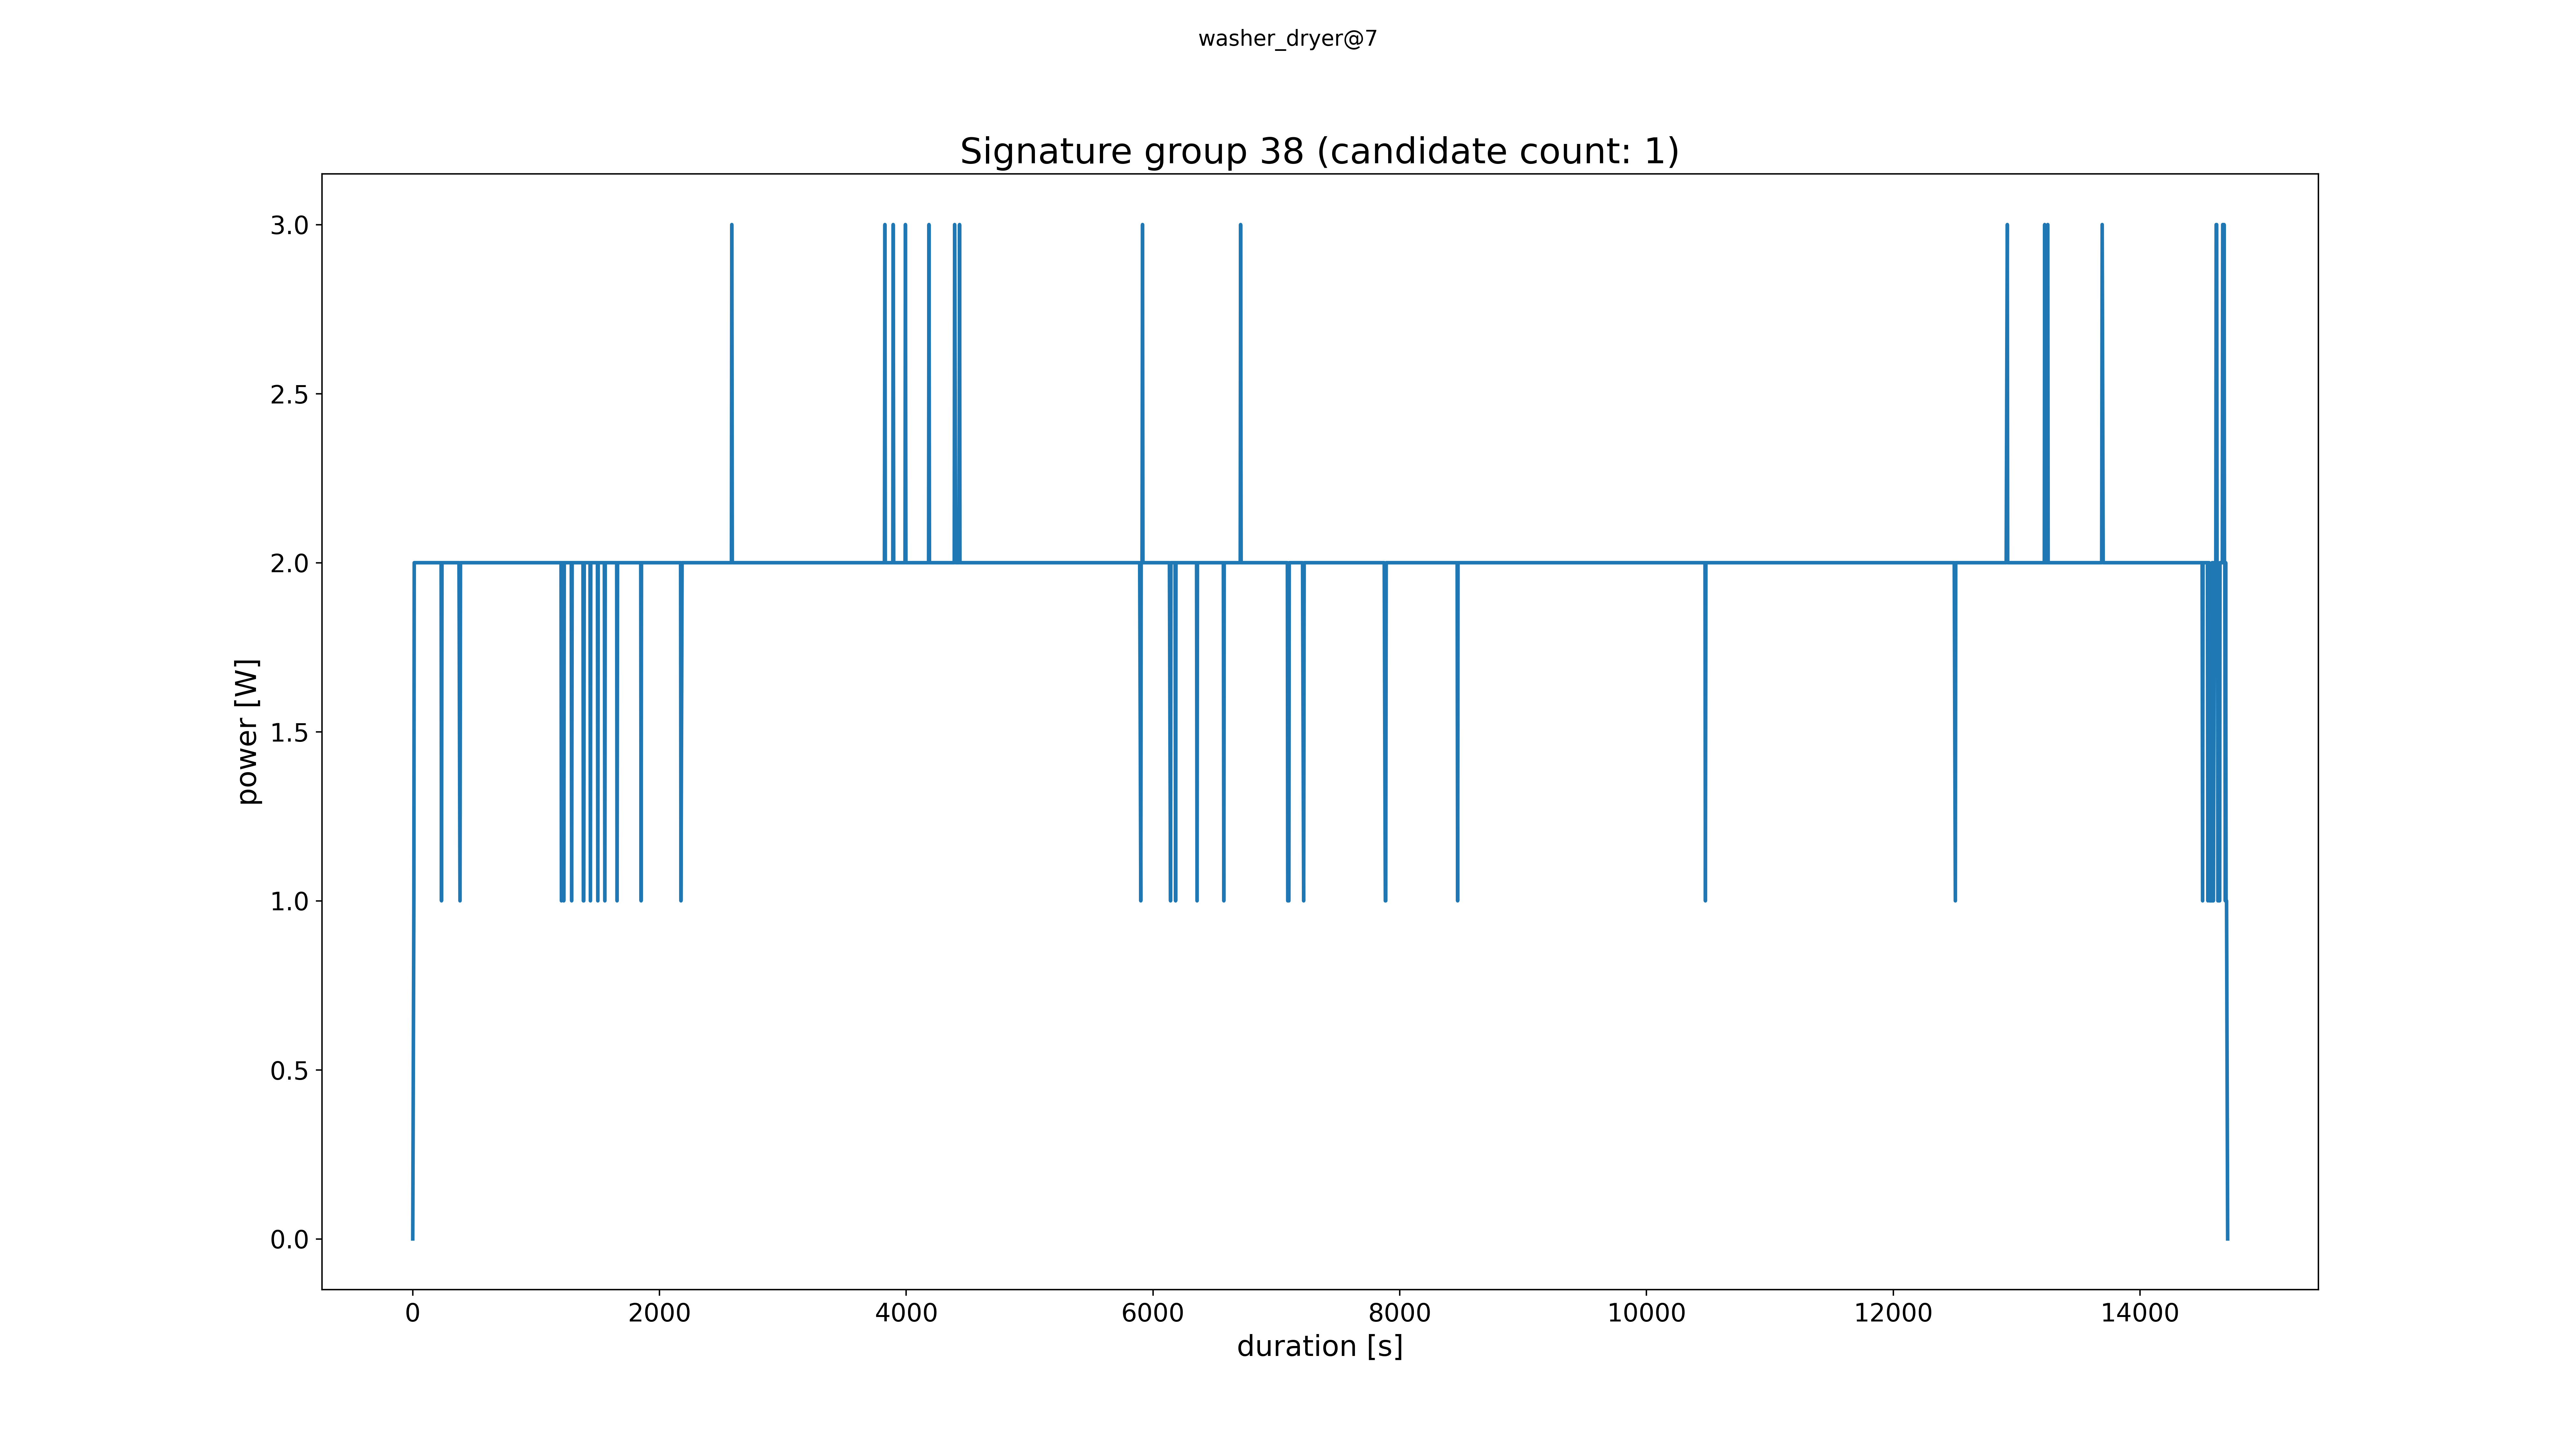 washer_dryer@7
Signature group 38 (candidate count: 1)
3.0
2.5
2.0
1.5
1.0
0.5
0.0
power [W]
0 2000 4000 6000 8000 10000 12000 14000
duration [s]